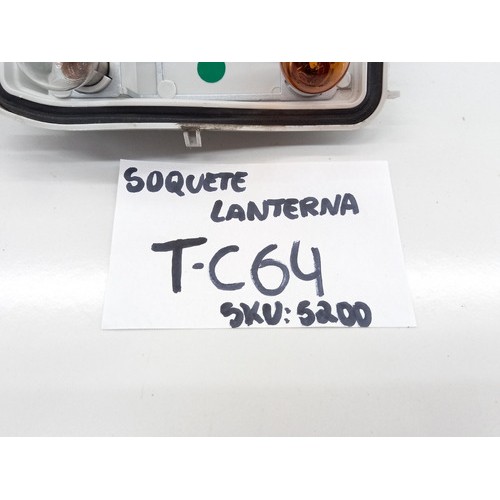 SOQUETE
LANTERNA
T-C64
SKU: 5200